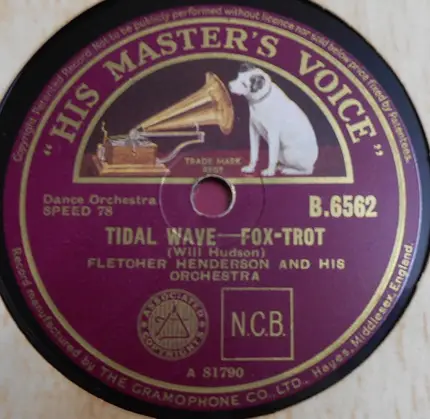 Copyright Patented Record. Not to be publicly performed without licence nor sold below price fixed by Patentees.
"HIS MASTER'S VOICE"
TRADE MARK
Dance Orchestra
SPEED 78
B.6562
TIDAL WAVE—FOX-TROT
(Will Hudson)
FLETCHER HENDERSON AND HIS
ORCHESTRA
ASSOCIATED
COPYRIGHTS
N.C.B.
A 81790
Record manufactured by THE GRAMOPHONE CO., LTD., Hayes, Middlesex, England.